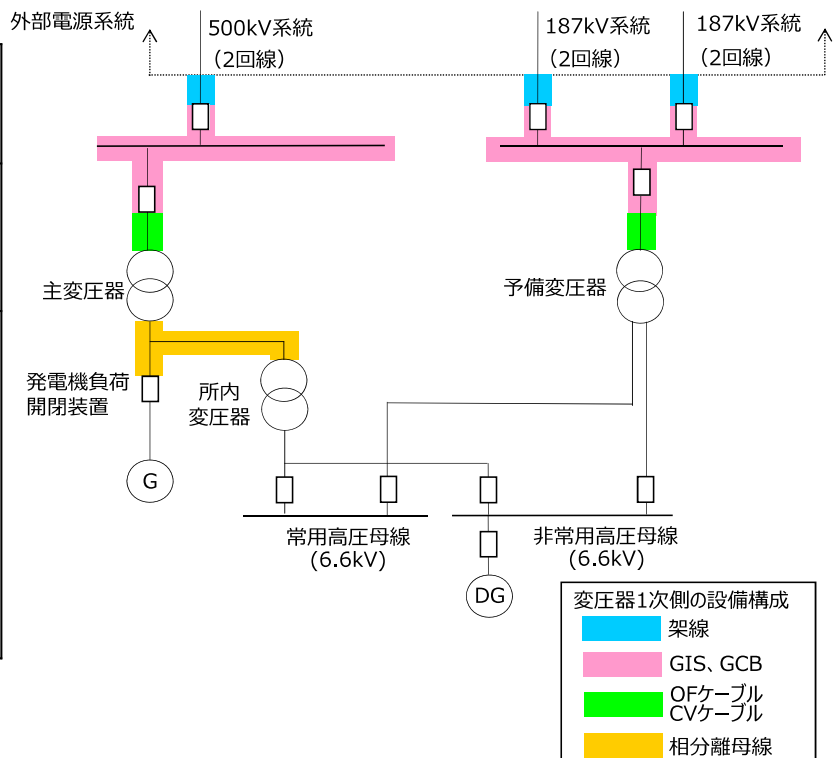 外部電源系統
500kV系統
(2回線)
187kV系統
(2回線)
187kV系統
(2回線)
主変圧器
予備変圧器
発電機負荷
開閉装置
所内
変圧器
G
常用高圧母線
(6.6kV)
非常用高圧母線
(6.6kV)
DG
変圧器1次側の設備構成
架線
GIS、GCB
OFケーブル
CVケーブル
相分離母線